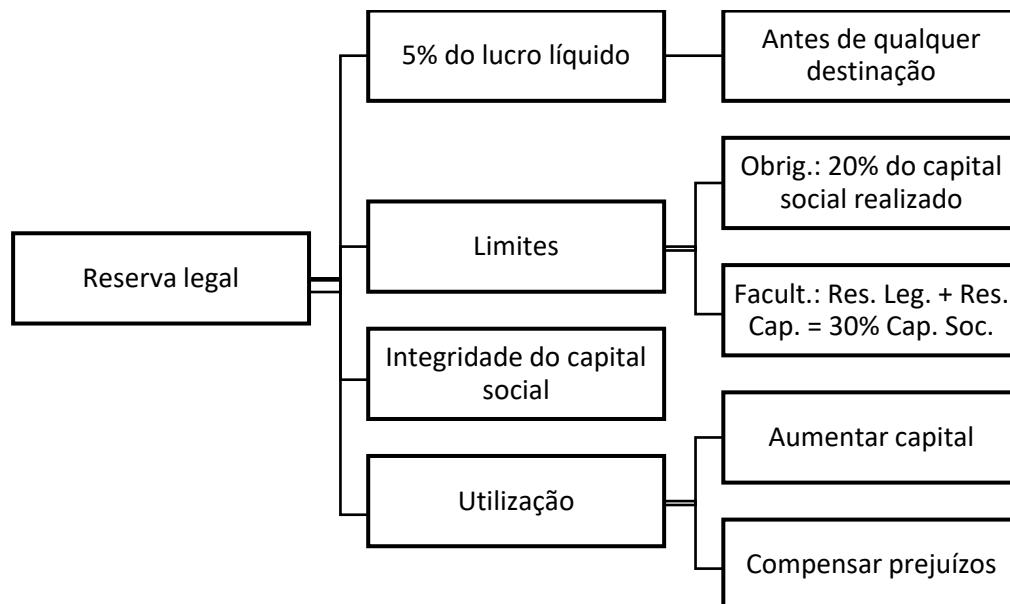 Reserva legal
5% do lucro líquido
Antes de qualquer
destinação
Limites
Obrig.: 20% do capital
social realizado
Facult.: Res. Leg. + Res.
Cap. = 30% Cap. Soc.
Integridade do capital
social
Utilização
Aumentar capital
Compensar prejuízos